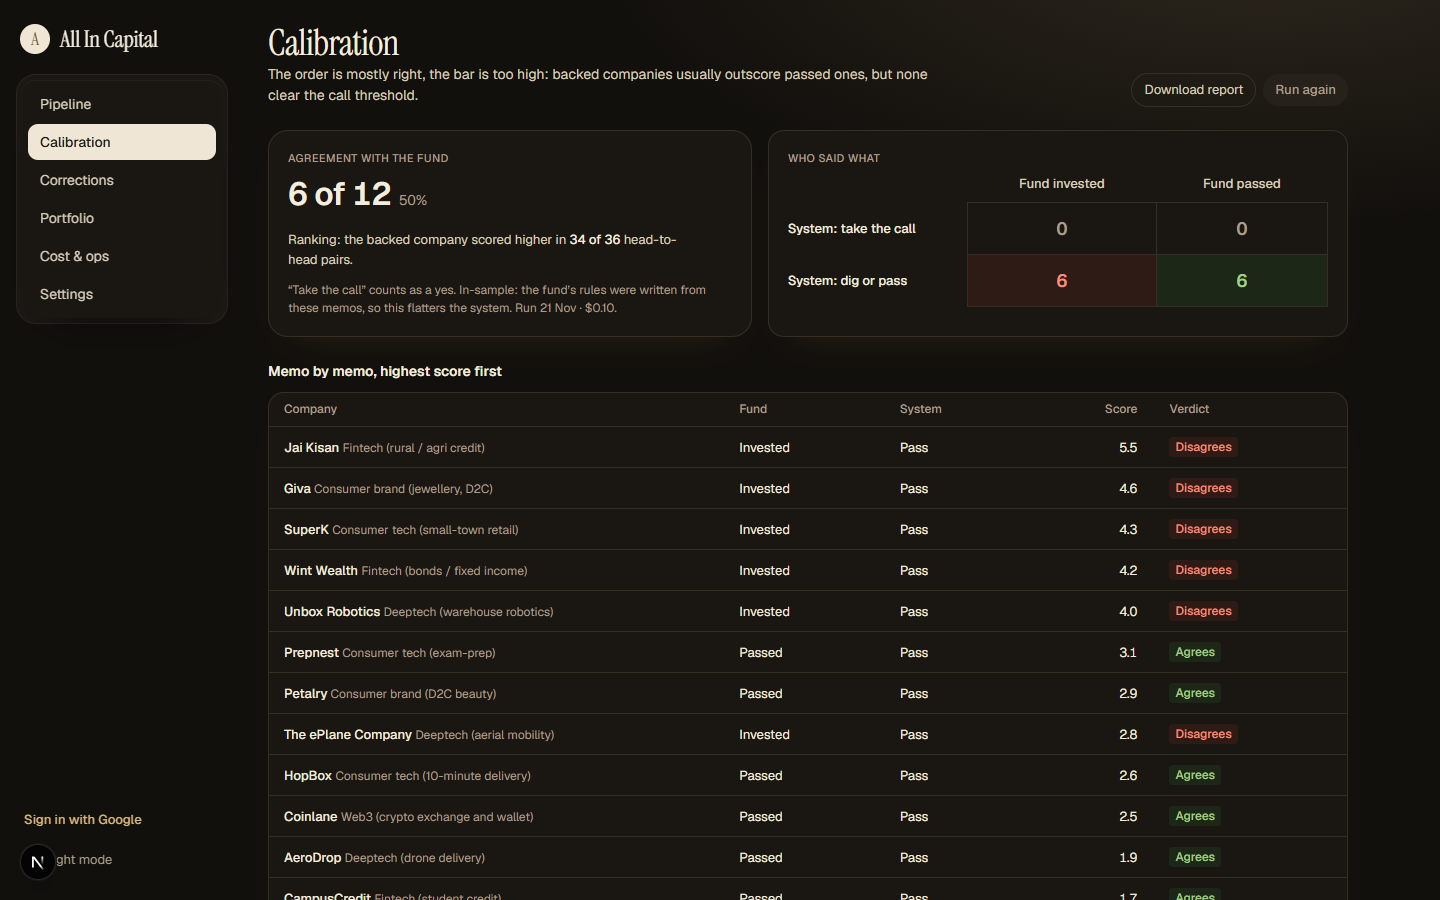 A All In Capital
Pipeline
Calibration
Corrections
Portfolio
Cost & ops
Settings
Sign in with Google
N ght mode
Calibration
The order is mostly right, the bar is too high: backed companies usually outscore passed ones, but none
clear the call threshold.
Download report Run again
AGREEMENT WITH THE FUND
6 of 12 50%
Ranking: the backed company scored higher in 34 of 36 head-to-
head pairs.
“Take the call” counts as a yes. In-sample: the fund's rules were written from
these memos, so this flatters the system. Run 21 Nov · $0.10.
WHO SAID WHAT
Fund invested Fund passed
System: take the call 0 0
System: dig or pass 6 6
Memo by memo, highest score first
Company Fund System Score Verdict
Jai Kisan Fintech (rural / agri credit) Invested Pass 5.5 Disagrees
Giva Consumer brand (jewellery, D2C) Invested Pass 4.6 Disagrees
SuperK Consumer tech (small-town retail) Invested Pass 4.3 Disagrees
Wint Wealth Fintech (bonds / fixed income) Invested Pass 4.2 Disagrees
Unbox Robotics Deeptech (warehouse robotics) Invested Pass 4.0 Disagrees
Prepnest Consumer tech (exam-prep) Passed Pass 3.1 Agrees
Petalry Consumer brand (D2C beauty) Passed Pass 2.9 Agrees
The ePlane Company Deeptech (aerial mobility) Invested Pass 2.8 Disagrees
HopBox Consumer tech (10-minute delivery) Passed Pass 2.6 Agrees
Coinlane Web3 (crypto exchange and wallet) Passed Pass 2.5 Agrees
AeroDrop Deeptech (drone delivery) Passed Pass 1.9 Agrees
CampusCredit Fintech (student credit) Passed Pass 1.7 Agrees